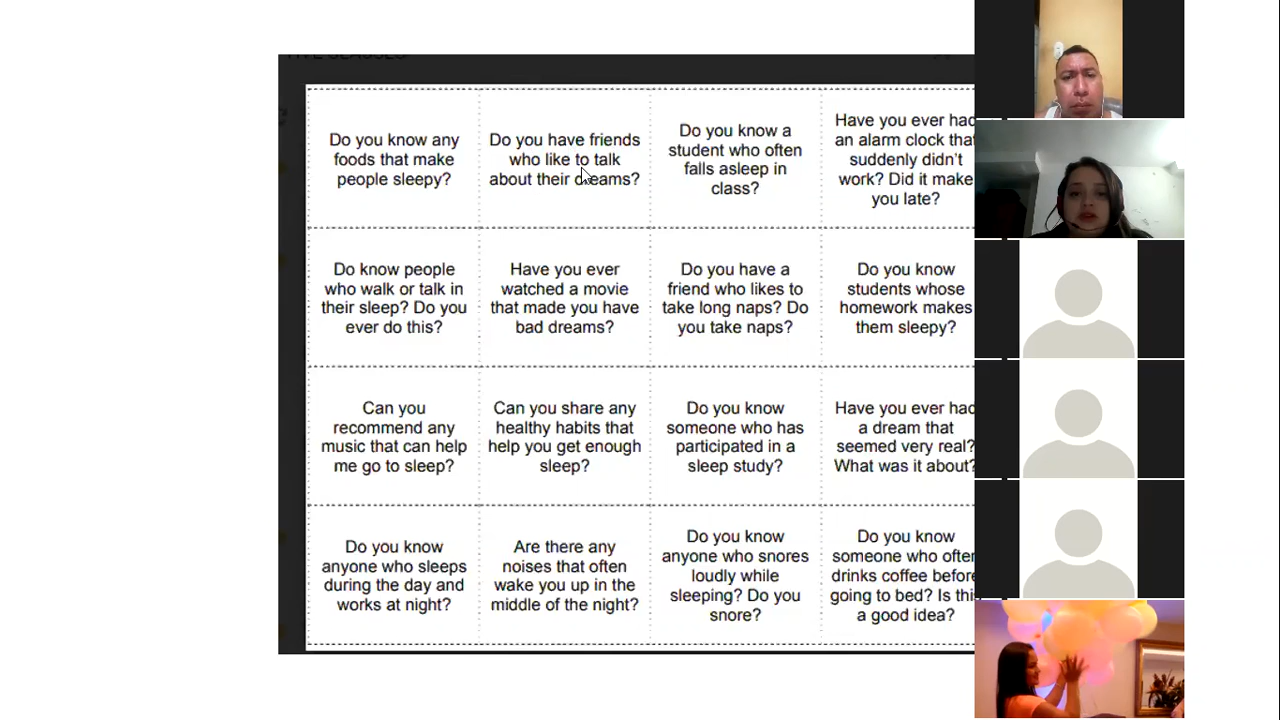 Do you know any
foods that make
people sleepy?
Do you have friends
who like to talk
about their dreams?
Do you know a
student who often
falls asleep in
class?
Have you ever had
an alarm clock that
suddenly didn't
work? Did it make
you late?
Do know people
who walk or talk in
their sleep? Do you
ever do this?
Have you ever
watched a movie
that made you have
bad dreams?
Do you have a
friend who likes to
take long naps? Do
you take naps?
Do you know
students whose
homework makes
them sleepy?
Can you
recommend any
music that can help
me go to sleep?
Can you share any
healthy habits that
help you get enough
sleep?
Do you know
someone who has
participated in a
sleep study?
Have you ever had
a dream that
seemed very real?
What was it about?
Do you know
anyone who sleeps
during the day and
works at night?
Are there any
noises that often
wake you up in the
middle of the night?
Do you know
anyone who snores
loudly while
sleeping? Do you
snore?
Do you know
someone who often
drinks coffee before
going to bed? Is this
a good idea?